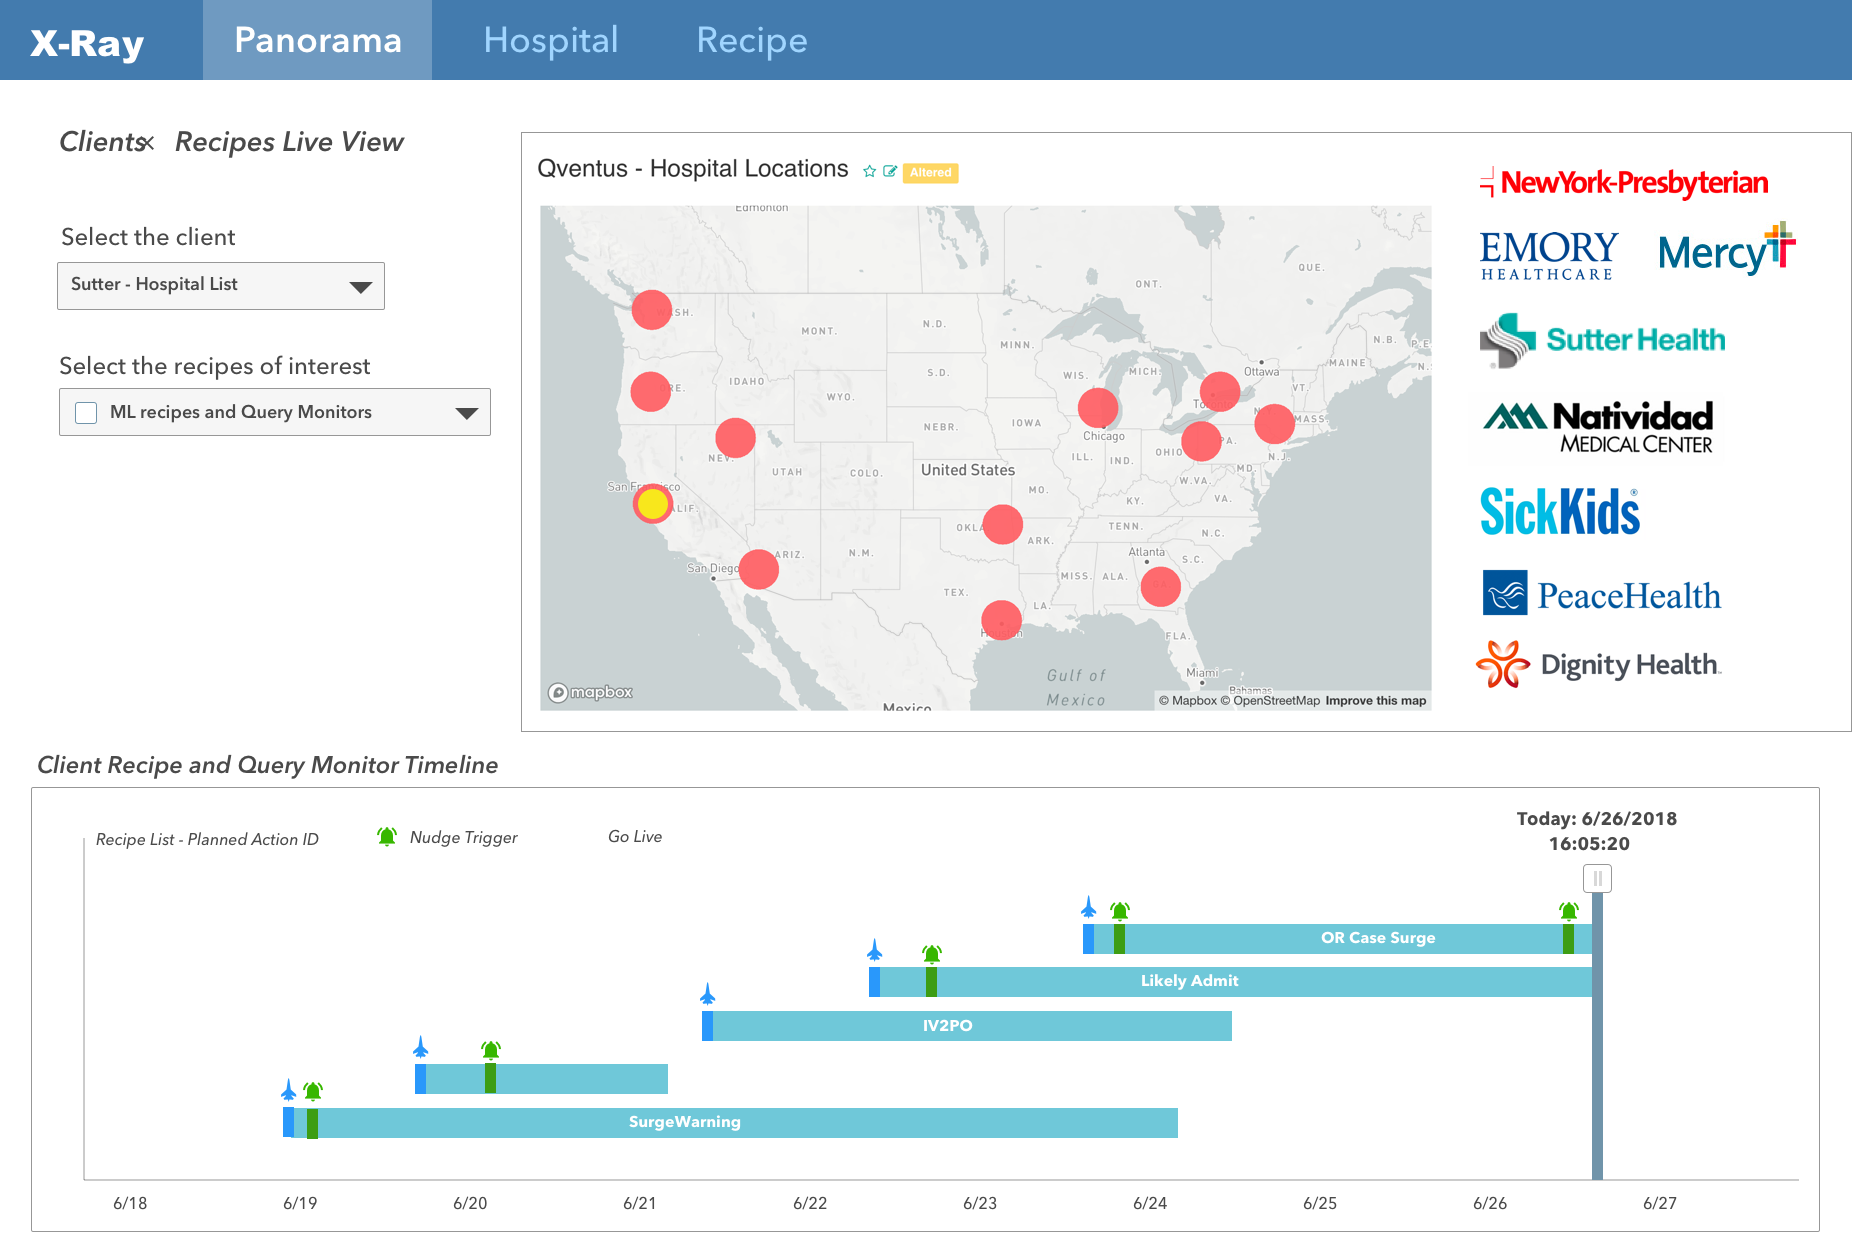 X-Ray
Panorama
Hospital
Recipe
Clients× Recipes Live View
Select the client
Sutter - Hospital List
Select the recipes of interest
ML recipes and Query Monitors
Qventus - Hospital Locations
Altered
Edmonton
QUE.
ONT.
WASH.
MONT.
N.D.
MINN.
N.B.
P.E.
MAINE
N.S.
Ottawa
IDAHO
S.D.
WIS.
MICH.
VT.
RE.
WYO.
MASS.
IOWA
NEBR.
Chicago
PA.
OHIO
N.J.
NEV.
UTAH
COLO.
United States
ILL.
IND.
MD.
San Francisco
MO.
W.VA.
KY.
VA.
CALIF.
OKLA.
ARK.
TENN.
N.C.
ARIZ.
N.M.
Atlanta
S.C.
San Diego
MISS.
ALA.
TEX.
LA.
Houston
FLA.
Gulf of
Mexico
Miami
Bahamas
Mexico
mapbox
© Mapbox © OpenStreetMap Improve this map
NewYork-Presbyterian
EMORY
HEALTHCARE
Mercy
Sutter Health
Natividad
MEDICAL CENTER
SickKids®
PeaceHealth
Dignity Health.
Client Recipe and Query Monitor Timeline
Recipe List - Planned Action ID
Nudge Trigger
Go Live
Today: 6/26/2018
16:05:20
OR Case Surge
Likely Admit
IV2PO
SurgeWarning
6/18 6/19 6/20 6/21 6/22 6/23 6/24 6/25 6/26 6/27